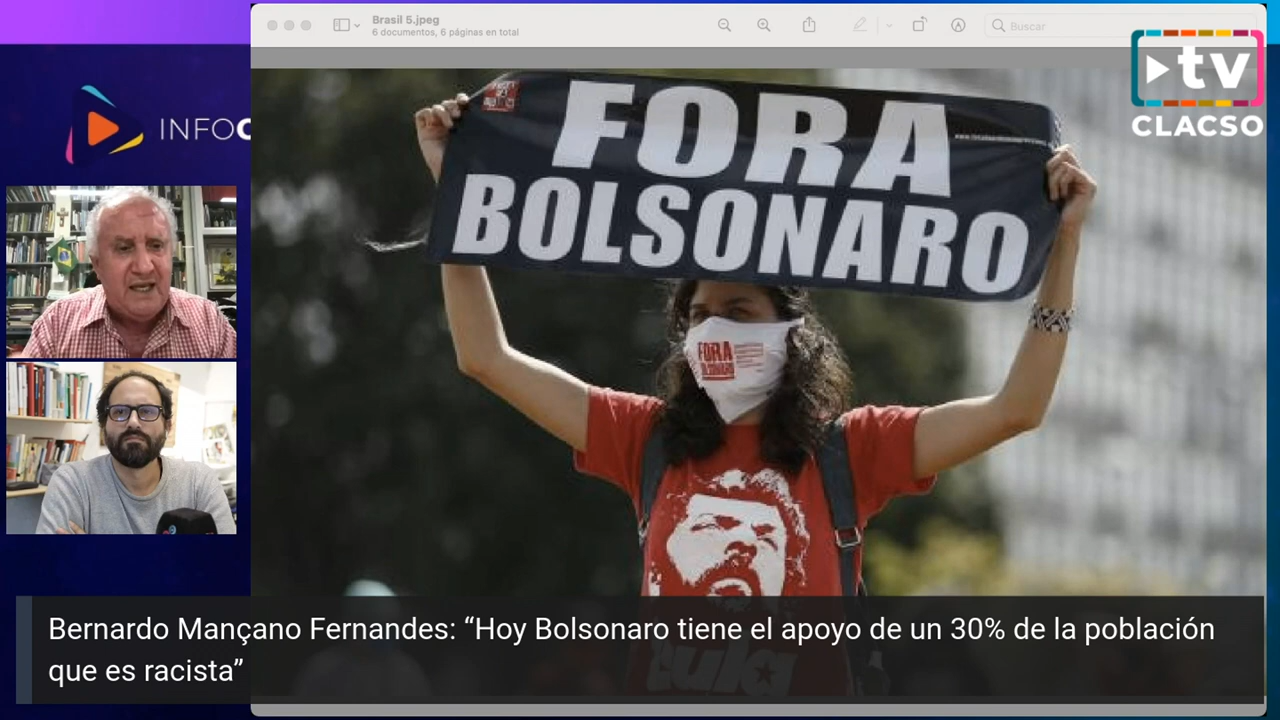 Brasil 5.jpeg
6 documentos, 6 páginas en total
Buscar
tv
CLACSO
INFOC
FORA
BOLSONARO
FORA
BOLSONARO
Bernardo Mançano Fernandes: “Hoy Bolsonaro tiene el apoyo de un 30% de la población
que es racista”
Lula